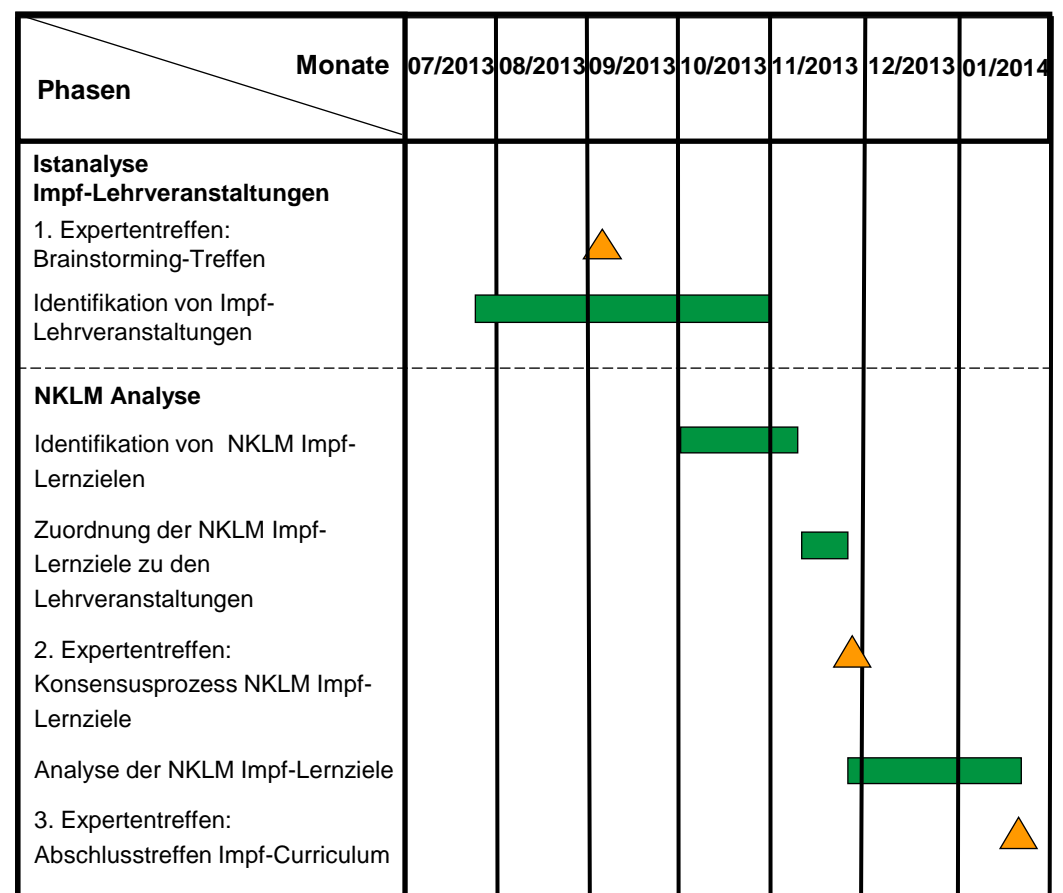 Monate
Phasen
07/2013 08/2013 09/2013 10/2013 11/2013 12/2013 01/2014
Istanalyse
Impf-Lehrveranstaltungen
1. Expertentreffen:
Brainstorming-Treffen
Identifikation von Impf-
Lehrveranstaltungen
NKLM Analyse
Identifikation von NKLM Impf-
Lernzielen
Zuordnung der NKLM Impf-
Lernziele zu den
Lehrveranstaltungen
2. Expertentreffen:
Konsensusprozess NKLM Impf-
Lernziele
Analyse der NKLM Impf-Lernziele
3. Expertentreffen:
Abschlusstreffen Impf-Curriculum